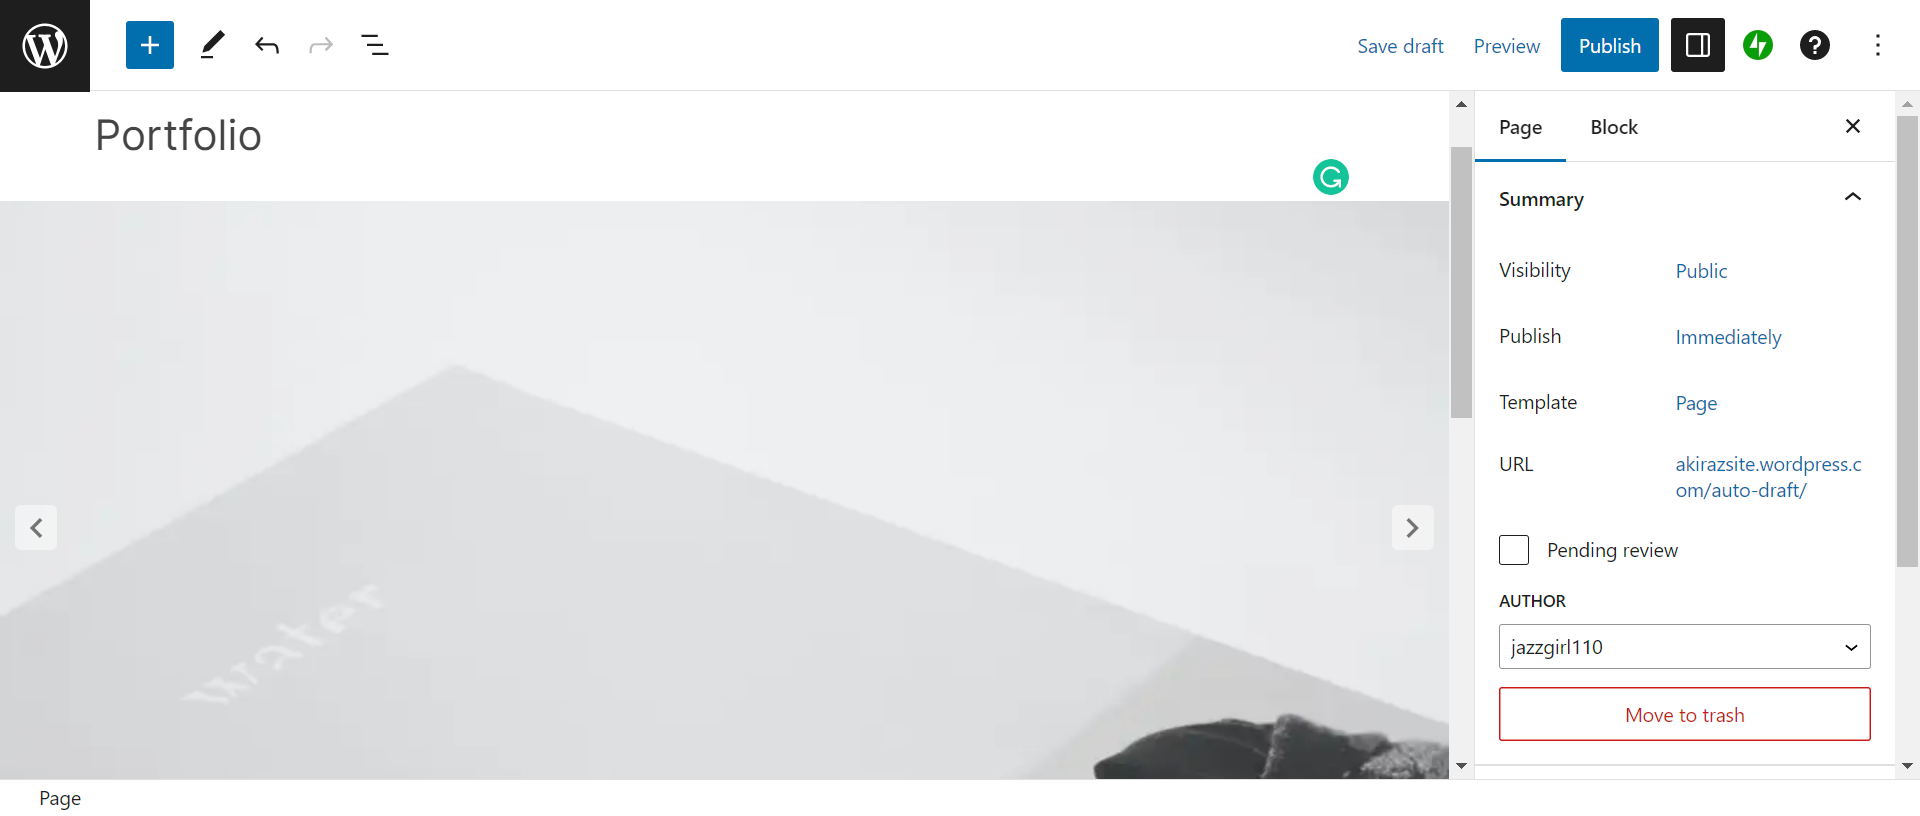 Save draft
Preview
Publish
Portfolio
Page
Block
Summary
Visibility
Public
Publish
Immediately
Template
Page
URL
akirazsite.wordpress.c
om/auto-draft/
Pending review
AUTHOR
jazzgirl110
Move to trash
Water
Page